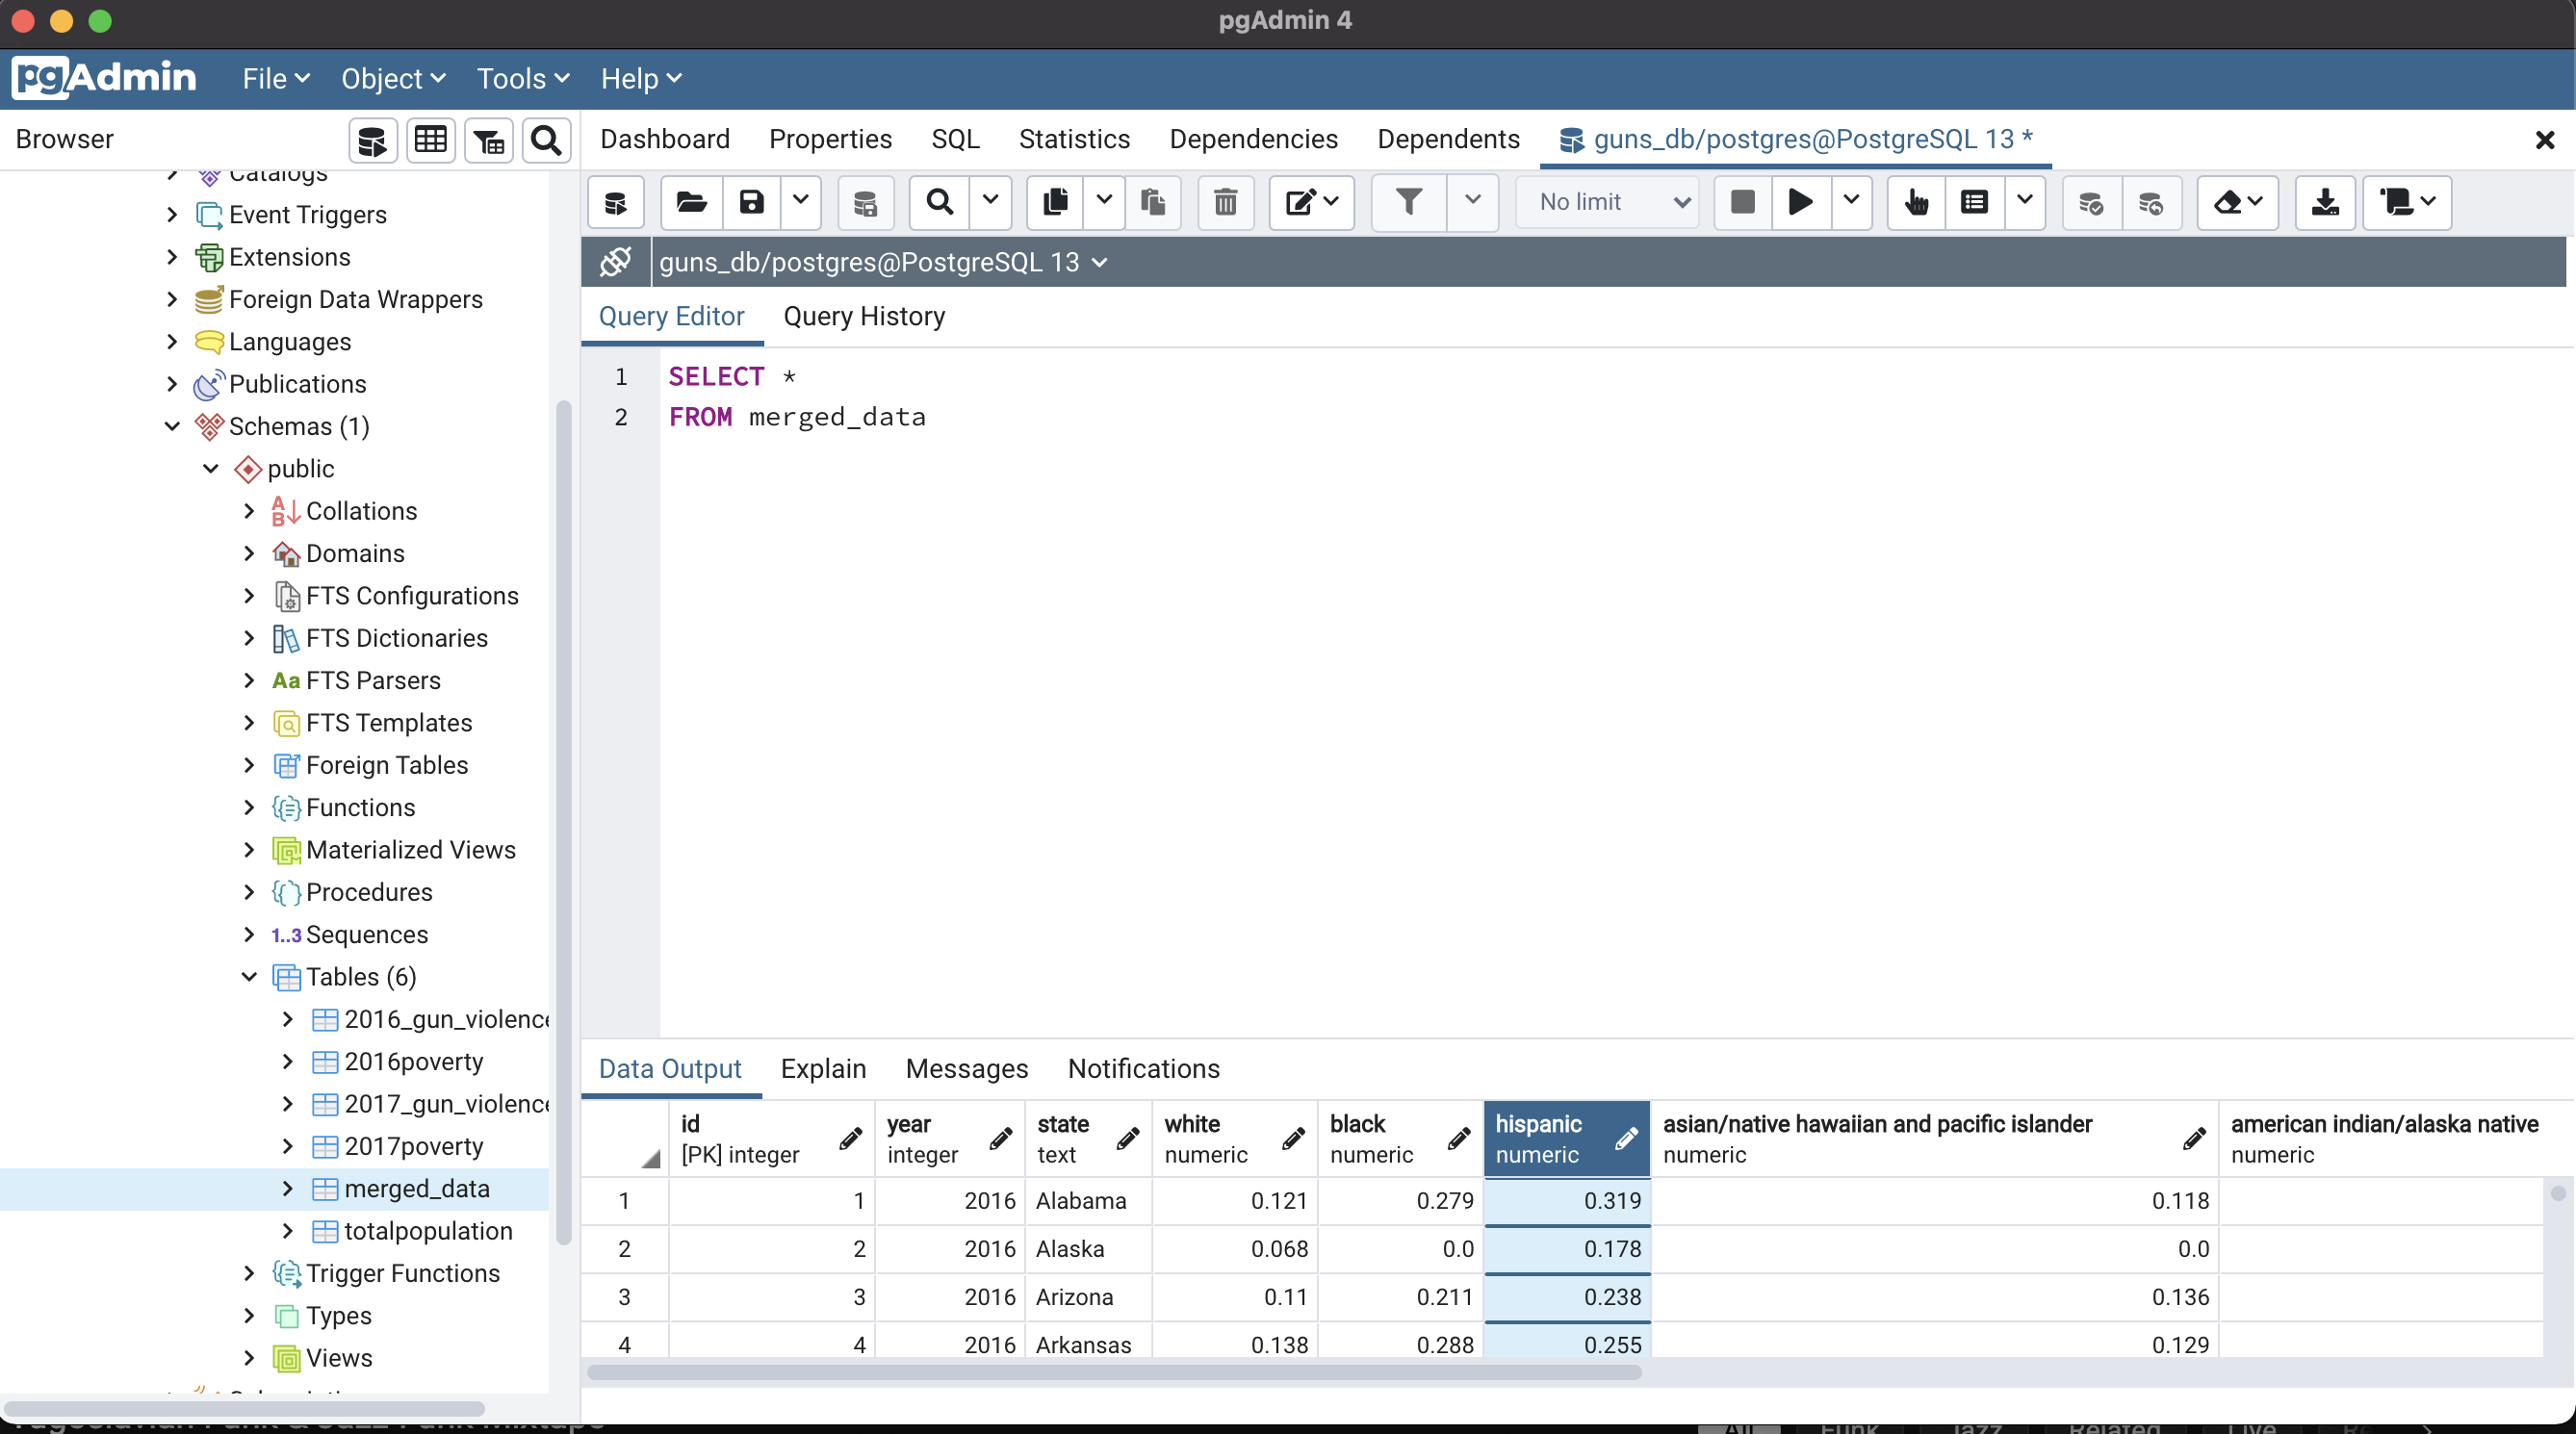 pgAdmin 4
pgAdmin File Object Tools Help
Browser
Dashboard Properties SQL Statistics Dependencies Dependents guns_db/postgres@PostgreSQL 13 *
No limit
guns_db/postgres@PostgreSQL 13
Query Editor Query History
1 SELECT *
2 FROM merged_data
Catalogs
Event Triggers
Extensions
Foreign Data Wrappers
Languages
Publications
Schemas (1)
public
Collations
Domains
FTS Configurations
FTS Dictionaries
Aa FTS Parsers
FTS Templates
Foreign Tables
Functions
Materialized Views
Procedures
1..3 Sequences
Tables (6)
2016_gun_violence
2016poverty
2017_gun_violence
2017poverty
merged_data
totalpopulation
Trigger Functions
Types
Views
Data Output Explain Messages Notifications
id year state white black hispanic asian/native hawaiian and pacific islander american indian/alaska native
[PK] integer integer text numeric numeric numeric numeric numeric
1 1 2016 Alabama 0.121 0.279 0.319 0.118
2 2 2016 Alaska 0.068 0.0 0.178 0.0
3 3 2016 Arizona 0.11 0.211 0.238 0.136
4 4 2016 Arkansas 0.138 0.288 0.255 0.129